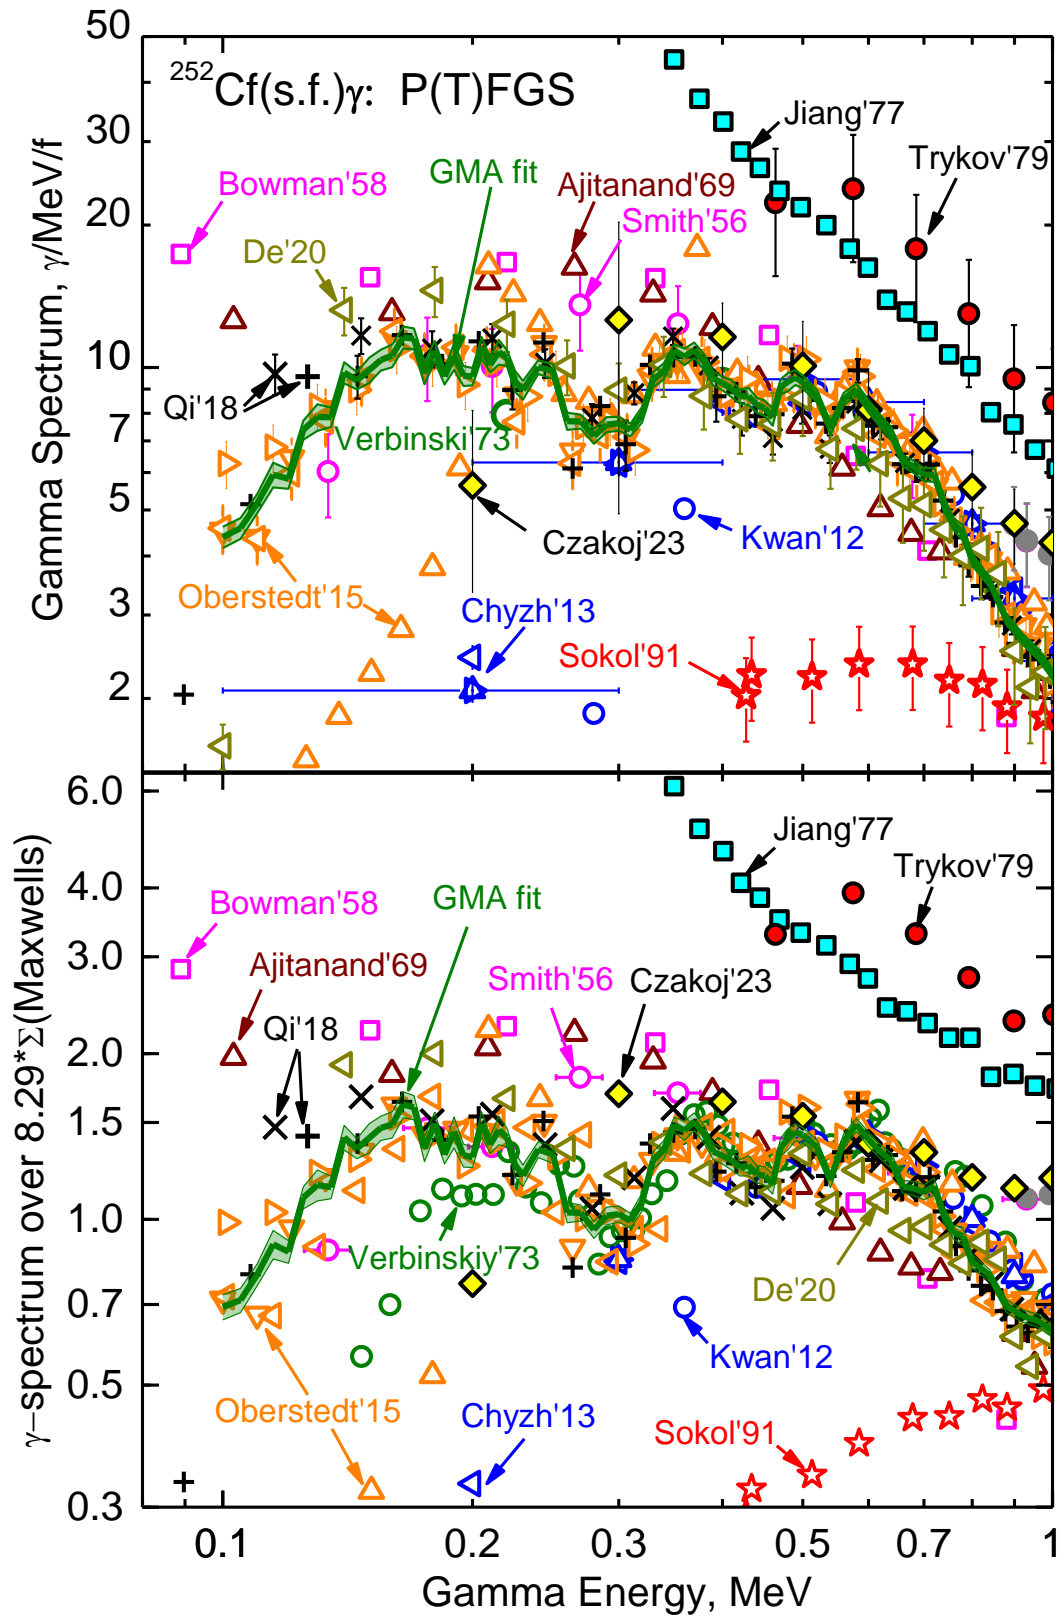 50
30
20
10
7
5
3
2
Gamma Spectrum, γ/MeV/f
²⁵²Cf(s.f.)γ: P(T)FGS
Jiang'77
Trykov'79
GMA fit
Ajitanand'69
Bowman'58
Smith'56
De'20
Qi'18
Verbinski'73
Czakoj'23
Kwan'12
Oberstedt'15
Chyzh'13
Sokol'91
6.0
4.0
3.0
2.0
1.5
1.0
0.7
0.5
0.3
γ−spectrum over 8.29*Σ(Maxwells)
Jiang'77
Trykov'79
GMA fit
Bowman'58
Ajitanand'69
Smith'56
Czakoj'23
Qi'18
Verbinskiy'73
De'20
Kwan'12
Oberstedt'15
Chyzh'13
Sokol'91
0.1 0.2 0.3 0.5 0.7 1
Gamma Energy, MeV